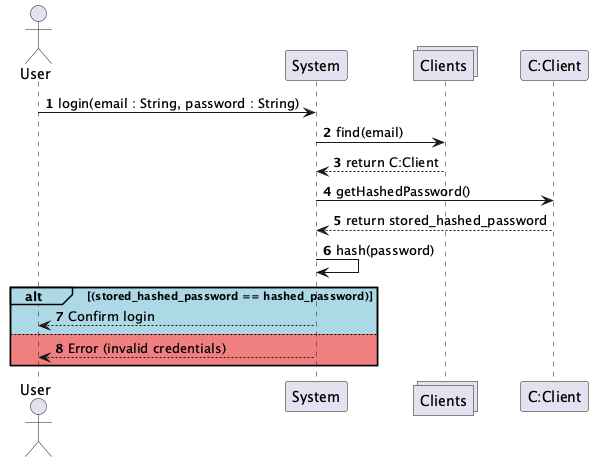 User
System
Clients
C:Client
1 login(email : String, password : String)
2 find(email)
3 return C:Client
4 getHashedPassword()
5 return stored_hashed_password
6 hash(password)
alt [(stored_hashed_password == hashed_password)]
7 Confirm login
8 Error (invalid credentials)
User
System
Clients
C:Client